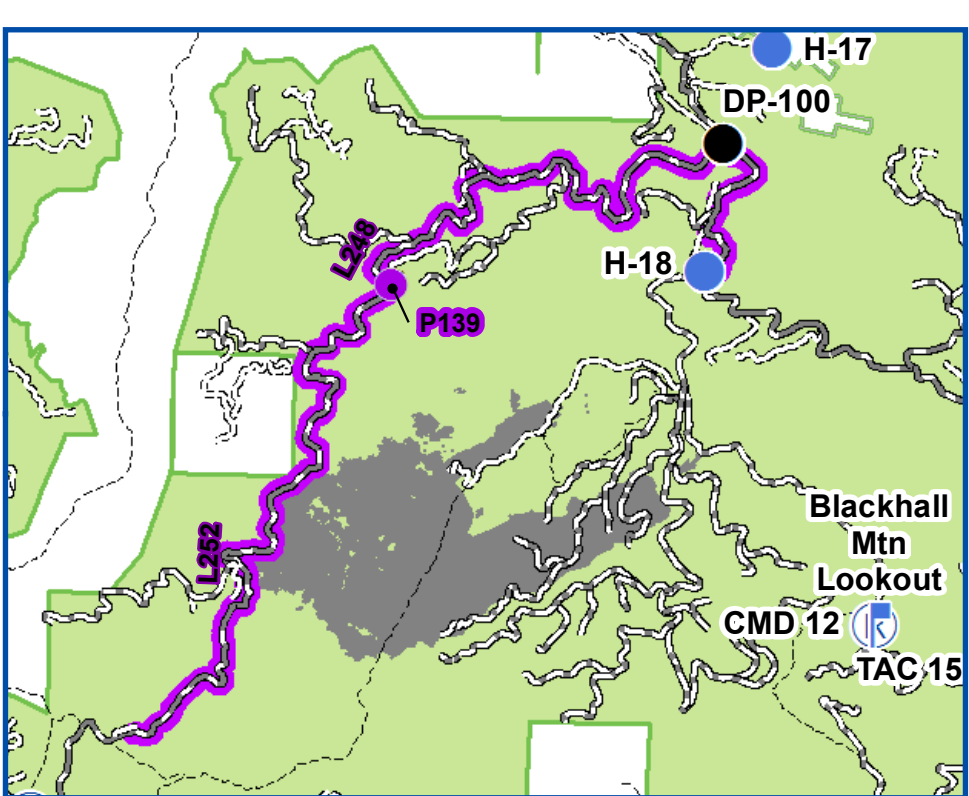 H-17
DP-100
L248
H-18
P139
L252
Blackhall
Mtn
Lookout
CMD 12
TAC 15